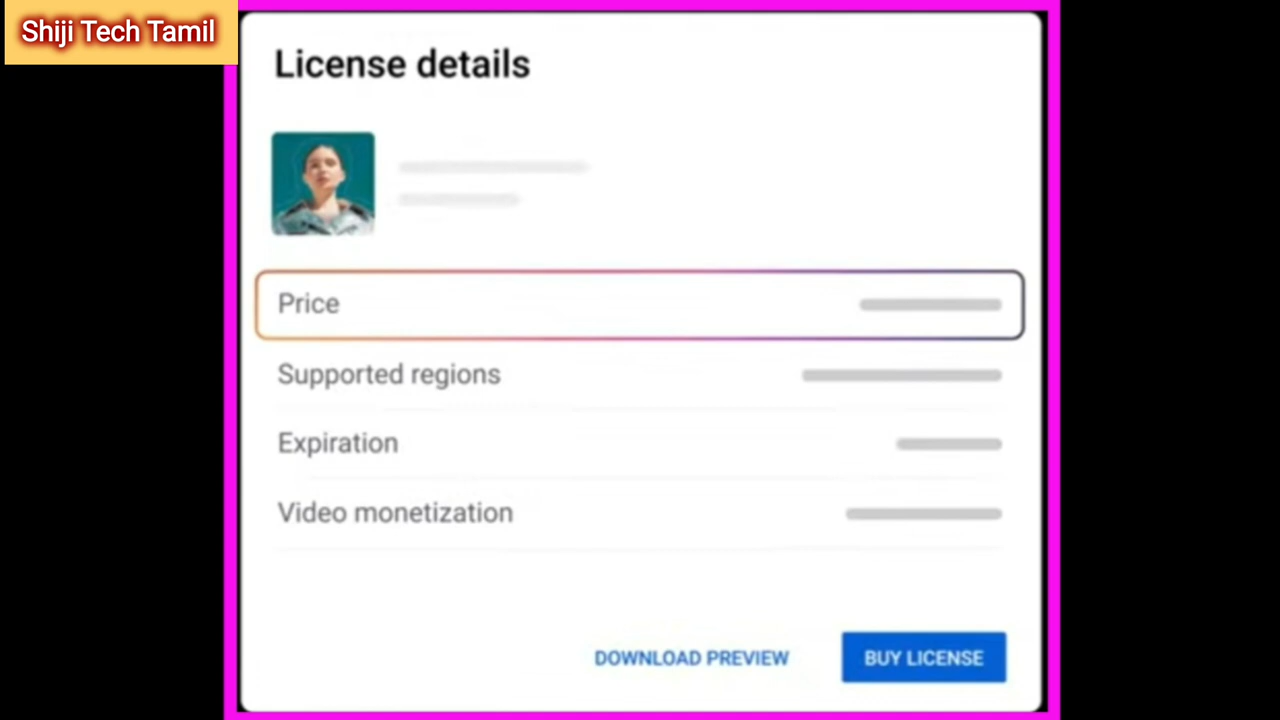 Shiji Tech Tamil
License details
Price
Supported regions
Expiration
Video monetization
DOWNLOAD PREVIEW
BUY LICENSE